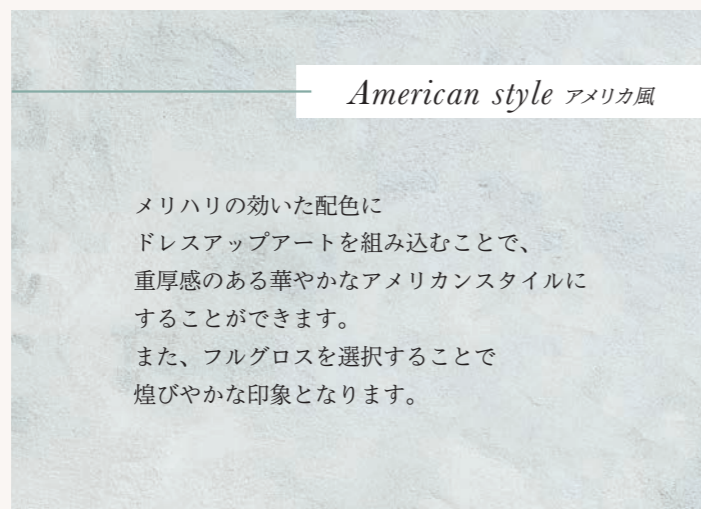 American style アメリカ風
メリハリの効いた配色に
ドレスアップアートを組み込むことで、
重厚感のある華やかなアメリカンスタイルに
することができます。
また、フルグロスを選択することで
煌びやかな印象となります。